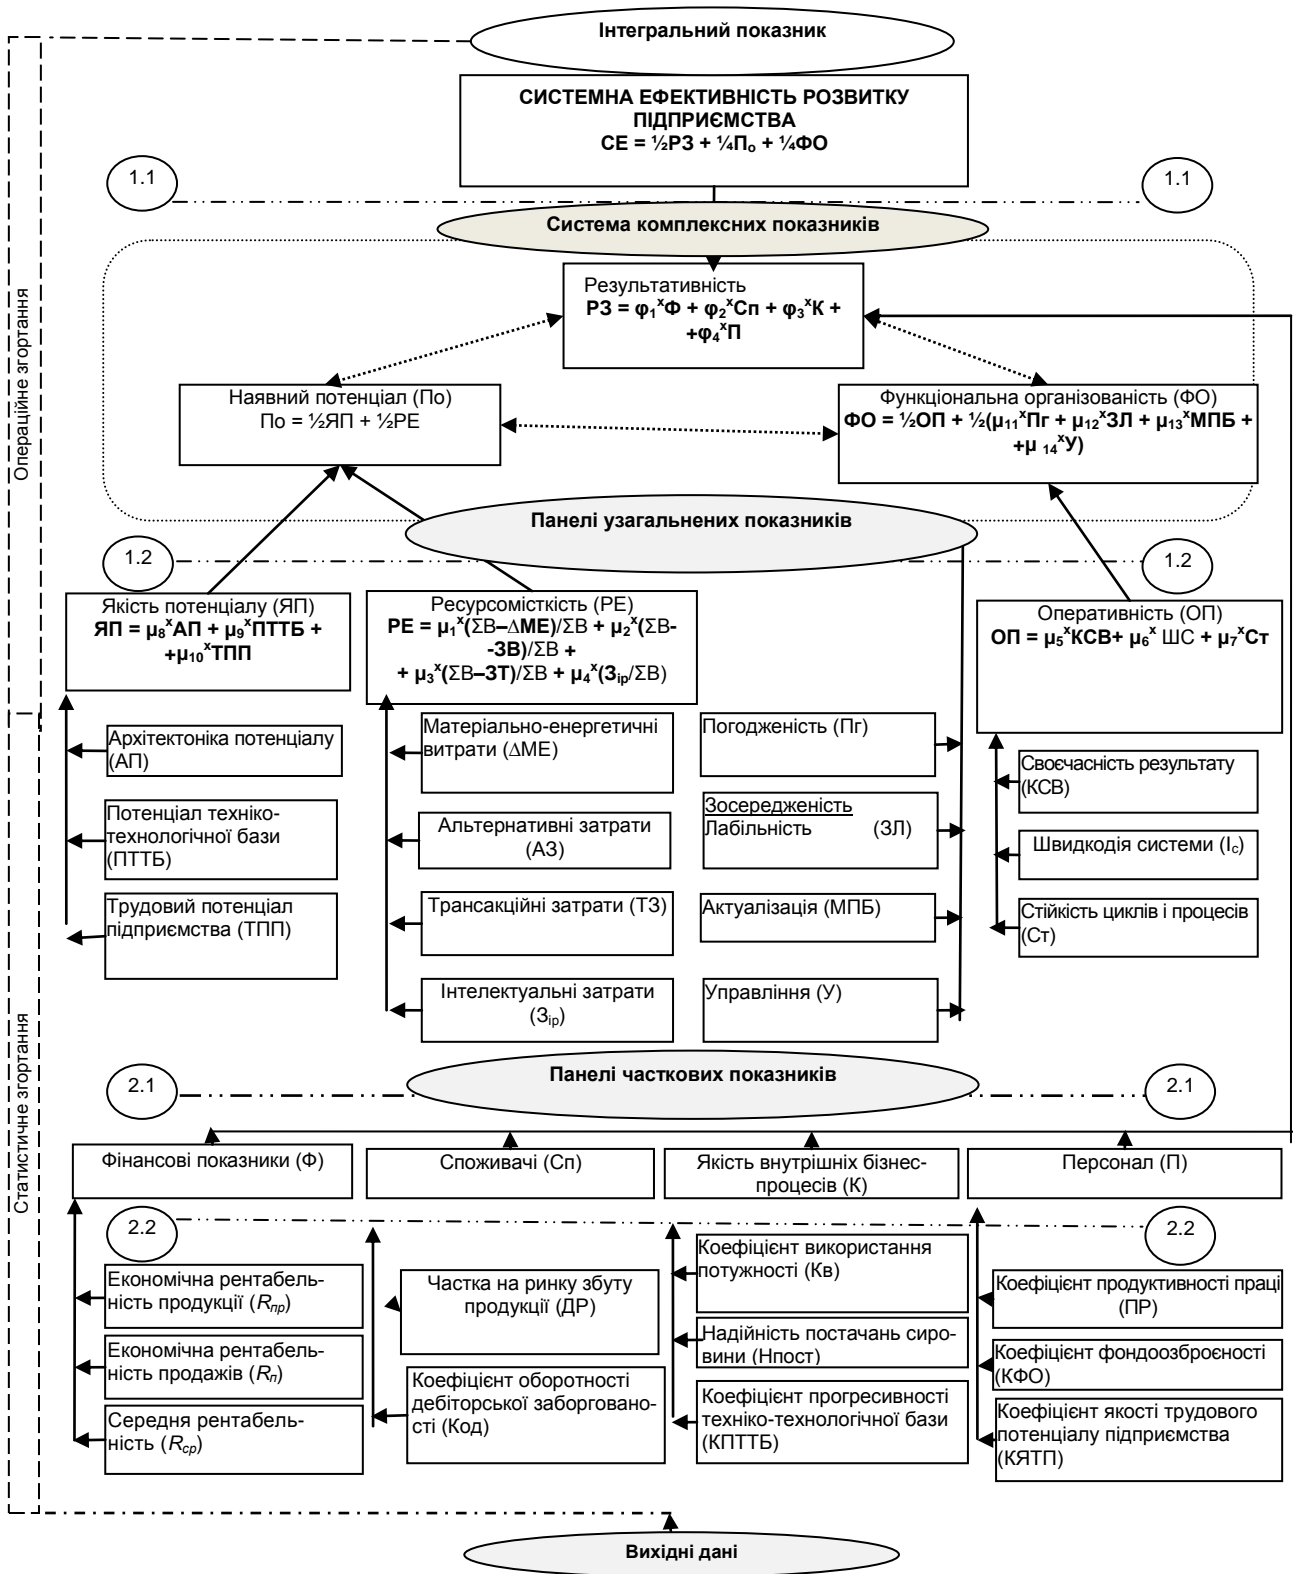 Інтегральний показник
СИСТЕМНА ЕФЕКТИВНІСТЬ РОЗВИТКУ
ПІДПРИЄМСТВА
СЕ = ½РЗ + ¼Пₒ + ¼ФО
1.1
1.1
Система комплексних показників
Результативність
РЗ = φ₁ˣФ + φ₂ˣСп + φ₃ˣК +
+φ₄ˣП
Операційне згортання
Наявний потенціал (По)
По = ½ЯП + ½РЕ
Функціональна організованість (ФО)
ФО = ½ОП + ½(μ₁₁ˣПг + μ₁₂ˣЗЛ + μ₁₃ˣМПБ +
+μ ₁₄ˣУ)
Панелі узагальнених показників
1.2
1.2
Якість потенціалу (ЯП)
ЯП = μ₈ˣАП + μ₉ˣПТТБ +
+μ₁₀ˣТПП
Ресурсомісткість (РЕ)
РЕ = μ₁ˣ(ΣВ–∆МЕ)/ΣВ + μ₂ˣ(ΣВ-
-ЗВ)/ΣВ +
+ μ₃ˣ(ΣВ–ЗТ)/ΣВ + μ₄ˣ(Зᵢₚ/ΣВ)
Оперативність (ОП)
ОП = μ₅ˣКСВ+ μ₆ˣ ШС + μ₇ˣСт
Архітектоніка потенціалу
(АП)
Потенціал техніко-
технологічної бази
(ПТТБ)
Трудовий потенціал
підприємства (ТПП)
Матеріально-енергетичні
витрати (∆МЕ)
Альтернативні затрати
(АЗ)
Трансакційні затрати (ТЗ)
Інтелектуальні затрати
(Зᵢₚ)
Погодженість (Пг)
Зосередженість
Лабільність (ЗЛ)
Актуалізація (МПБ)
Управління (У)
Своєчасність результату
(КСВ)
Швидкодія системи (І꜀)
Стійкість циклів і процесів
(Ст)
Статистичне згортання
Панелі часткових показників
2.1
2.1
Фінансові показники (Ф)
Споживачі (Сп)
Якість внутрішніх бізнес-
процесів (К)
Персонал (П)
2.2
2.2
Економічна рентабель-
ність продукції (Rпр)
Економічна рентабель-
ність продажів (Rп)
Середня рентабель-
ність (Rср)
Частка на ринку збуту
продукції (ДР)
Коефіцієнт оборотності
дебіторської заборговано-
сті (Код)
Коефіцієнт використання
потужності (Кв)
Надійність постачань сиро-
вини (Нпост)
Коефіцієнт прогресивності
техніко-технологічної бази
(КПТТБ)
Коефіцієнт продуктивності праці
(ПР)
Коефіцієнт фондоозброєності
(КФО)
Коефіцієнт якості трудового
потенціалу підприємства
(КЯТП)
Вихідні дані